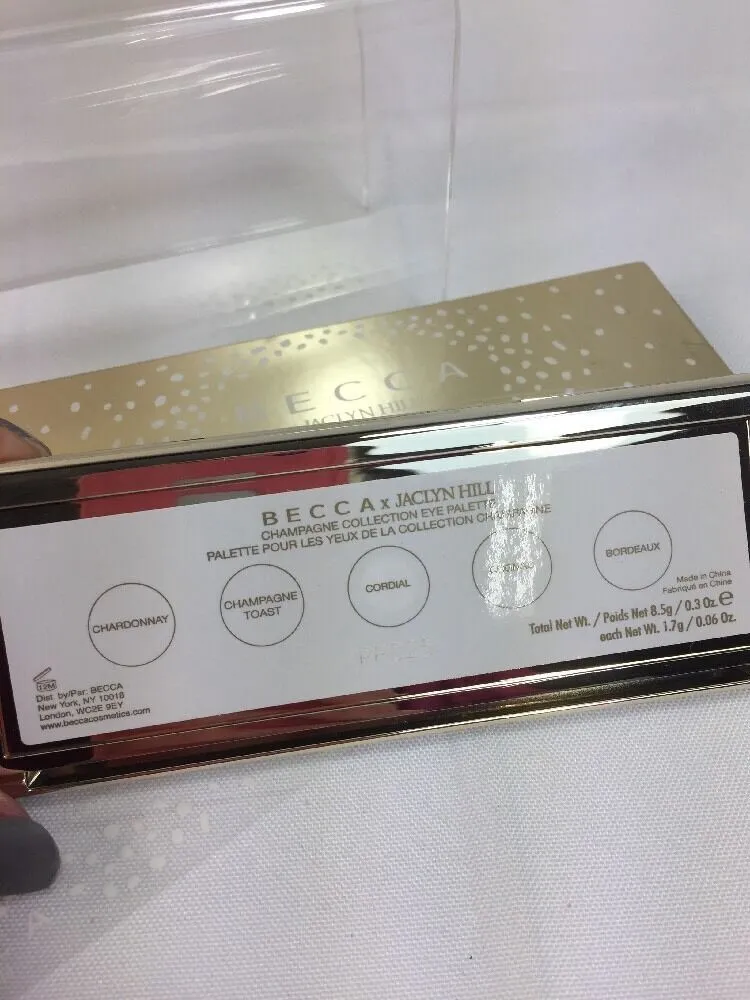 BECCA
JACLYN HILL
BECCA x JACLYN HILL
CHAMPAGNE COLLECTION EYE PALETTE
PALETTE POUR LES YEUX DE LA COLLECTION CHAMPAGNE
CHARDONNAY
CHAMPAGNE
TOAST
CORDIAL
BORDEAUX
Made in China
Fabriqué en Chine
Total Net Wt. / Poids Net 8.5g / 0.3 Oz. e
each Net Wt. 1.7g / 0.06 Oz.
12M
Dist. by/Par: BECCA
New York, NY 10018
London, WC2E 9EY
www.beccacosmetics.com